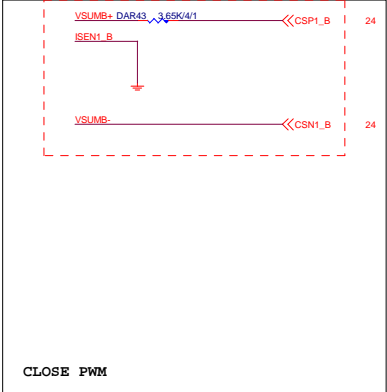 VSUMB+ DAR43 3.65K/4/1 CSP1_B 24
ISEN1_B
VSUMB- CSN1_B 24
CLOSE PWM